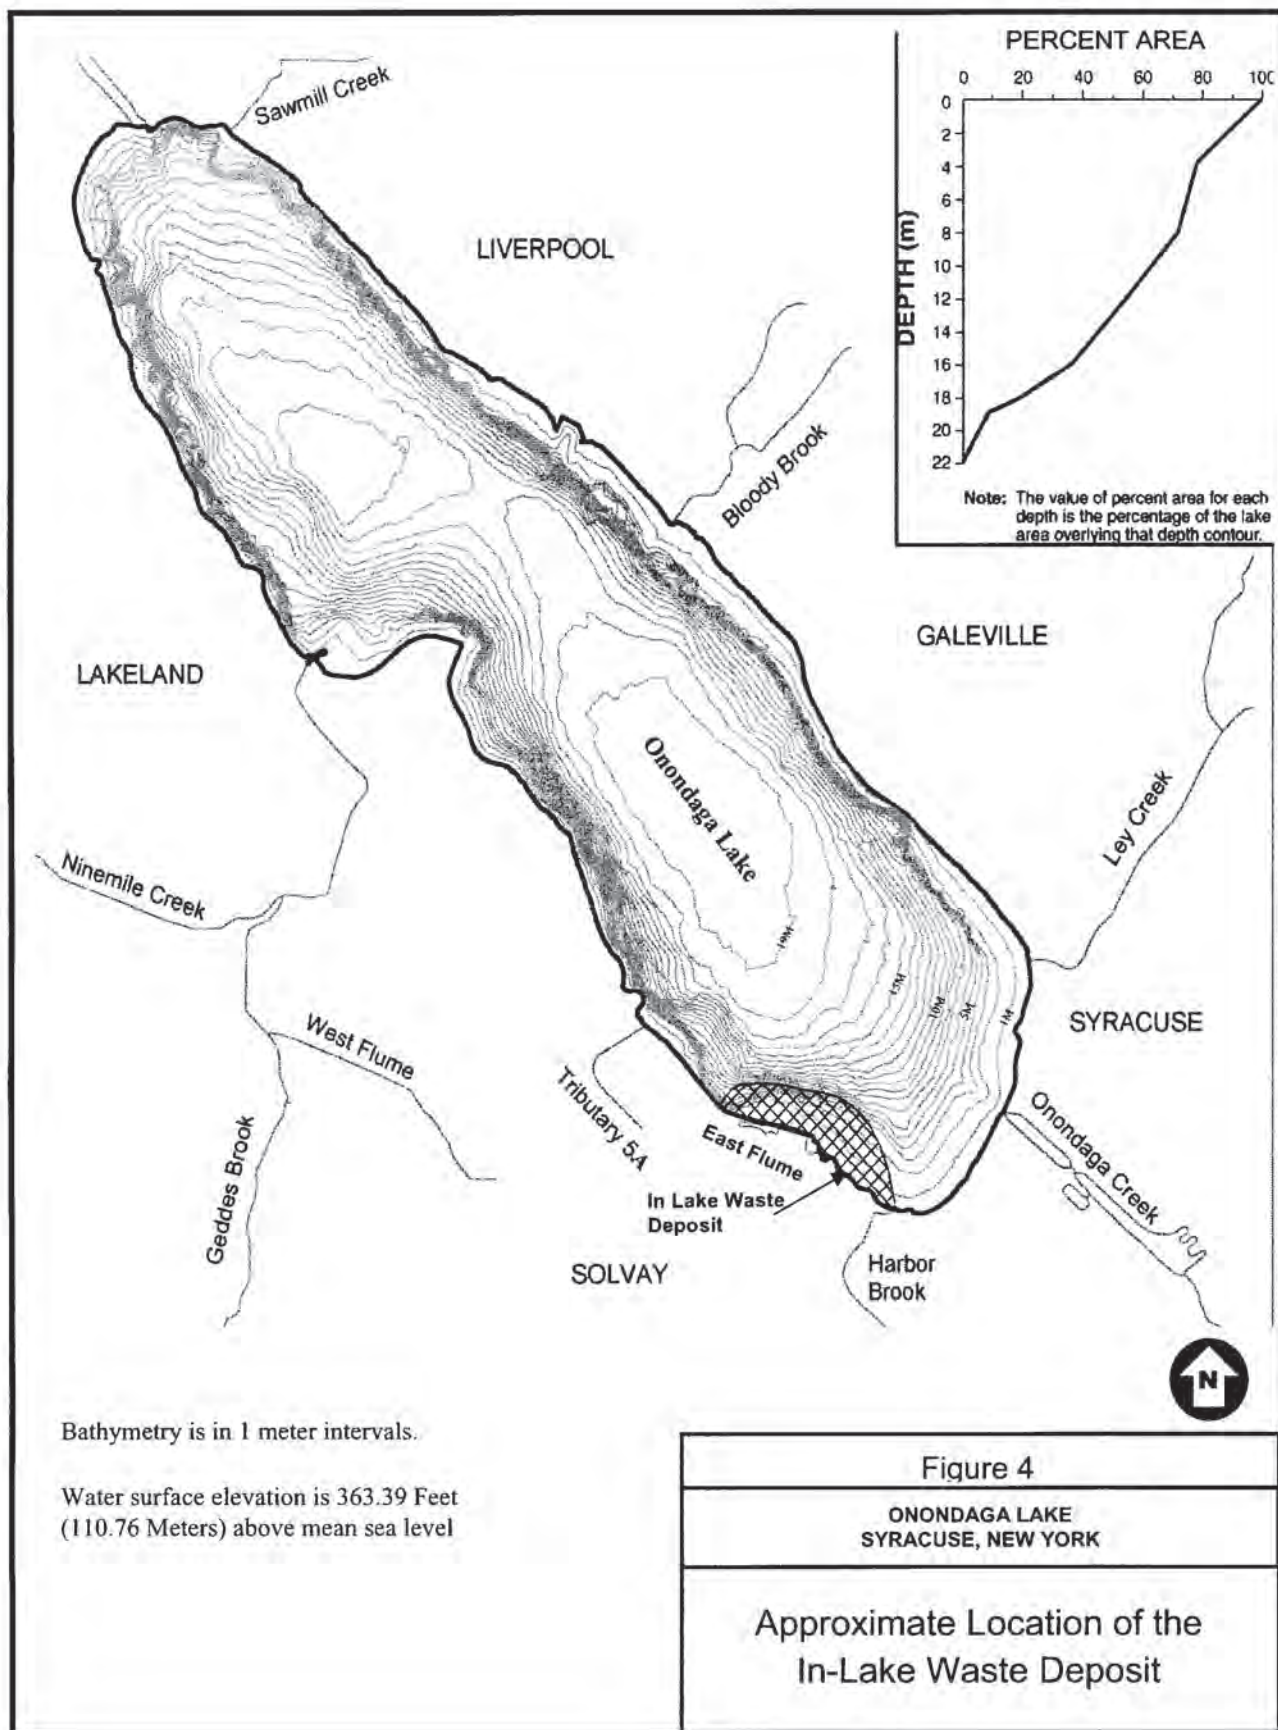 PERCENT AREA
0 20 40 60 80 100
0
2
4
6
8
10
12
14
16
18
20
22
DEPTH (m)
Note: The value of percent area for each
depth is the percentage of the lake
area overlying that depth contour.
Sawmill Creek
LIVERPOOL
Bloody Brook
GALEVILLE
LAKELAND
Onondaga Lake
Ley Creek
Ninemile Creek
19M
15M
10M
5M
1M
SYRACUSE
West Flume
Tributary 5A
Onondaga Creek
East Flume
Geddes Brook
In Lake Waste
Deposit
SOLVAY
Harbor
Brook
N
Bathymetry is in 1 meter intervals.
Water surface elevation is 363.39 Feet
(110.76 Meters) above mean sea level
Figure 4
ONONDAGA LAKE
SYRACUSE, NEW YORK
Approximate Location of the
In-Lake Waste Deposit